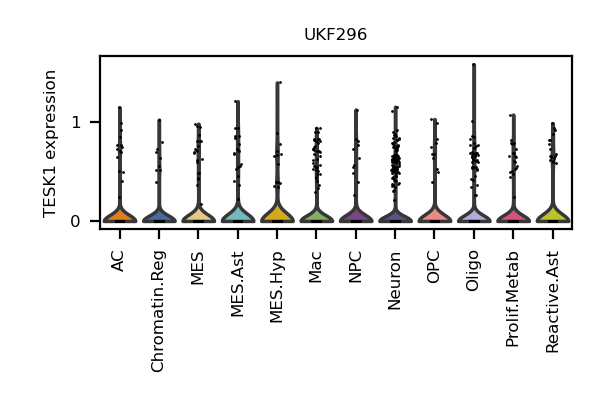 UKF296
TESK1 expression
1
0
AC
Chromatin.Reg
MES
MES.Ast
MES.Hyp
Mac
NPC
Neuron
OPC
Oligo
Prolif.Metab
Reactive.Ast